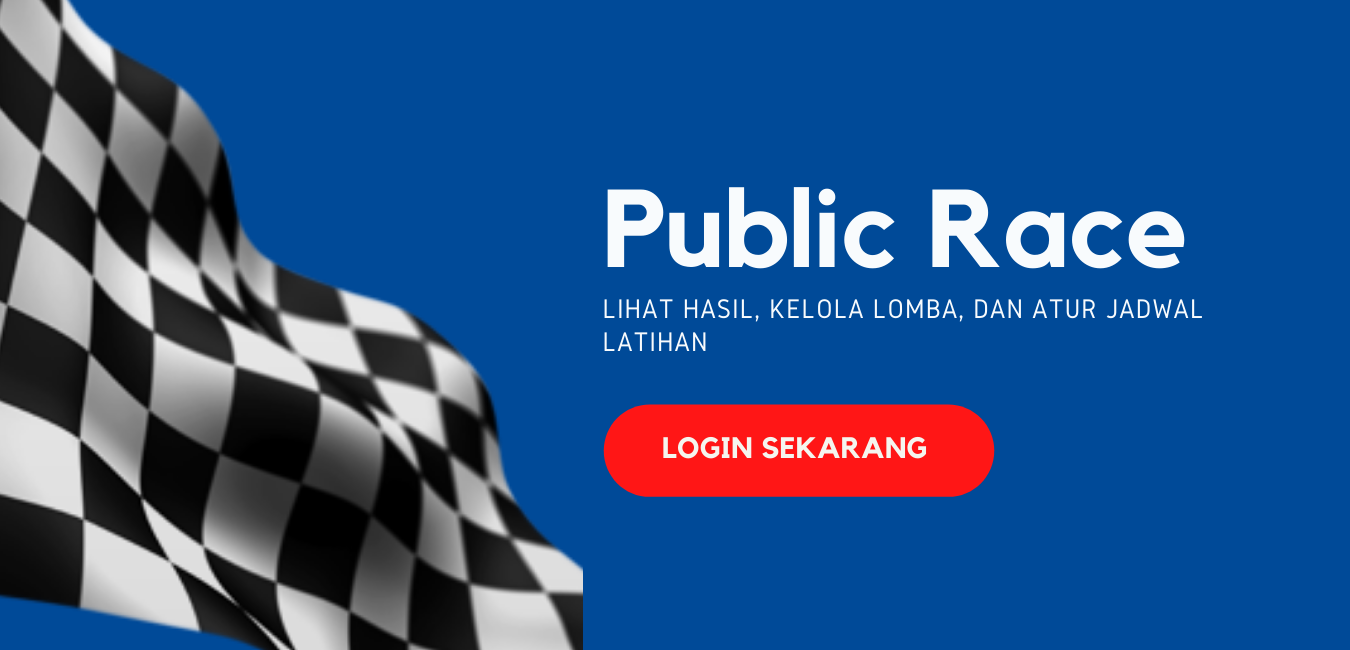 Public Race
LIHAT HASIL, KELOLA LOMBA, DAN ATUR JADWAL
LATIHAN
LOGIN SEKARANG